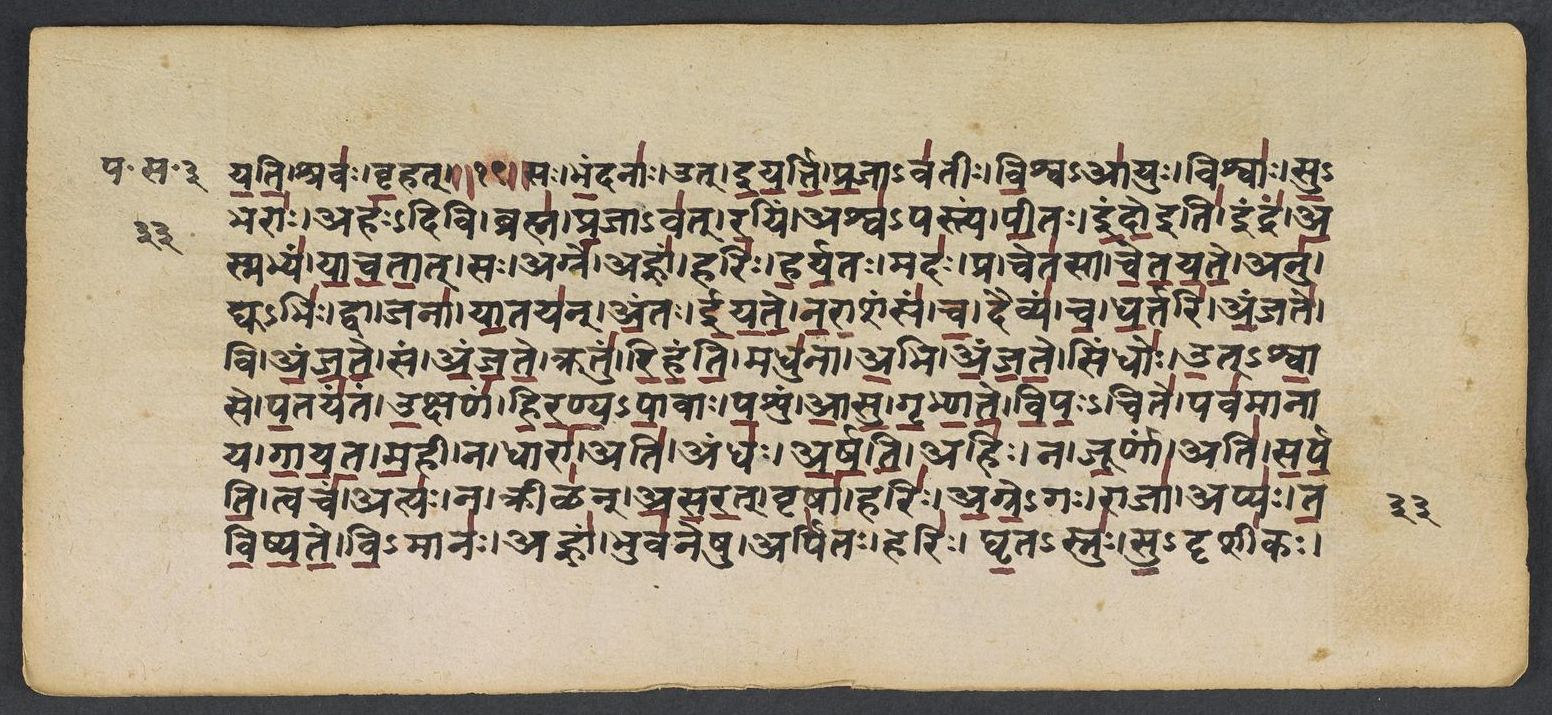 प॰ स॰ ३
३३
यति।श्रवः।बृहत्।॥१९॥सः।भंदनाः।उत्।इयर्त्ति।प्रजाऽवतीः।विश्वऽआयुः।विश्वाः।सुऽ
भराः।अहःऽदिवि।ब्रह्म।प्रजाऽवत्।रयिं।अश्वऽपस्त्यं।पीतः।इंदो इति।इंद्रं।अ
स्मभ्यं।याचतात्।सः।अग्रे।अह्नां।हरिः।हर्यतः।मदः।प्र।चेतसा।चेतयते।अनु।
द्युऽभिः।द्वा।जना।यातयन्।अंतः।ईयते।नराशंसं।च।दैव्यं।च।धर्तरि।अंजते।
वि।अंजते।सं।अंजते।क्रतुं।रिहंति।मधुना।अभि।अंजते।सिंधोः।उत्ऽश्वा
से।पतयंतं।उक्षणं।हिरण्यऽपावाः।पशुं।आसु।गृभ्णते।विपःऽचिते।पवमाना
य।गायत।मही।न।धारा।अति।अंधः।अर्षति।अहिः।न।जूर्णां।अति।सर्प
ति।त्वचं।अत्यः।न।क्रीळन्।असरत्।वृषा।हरिः।अग्रेऽगः।राजा।अप्यः।त
विष्यते।विऽमानः।अह्नां।भुवनेषु।अर्पितः।हरिः।घृतऽस्नुः।सुऽदृशीकः।
३३